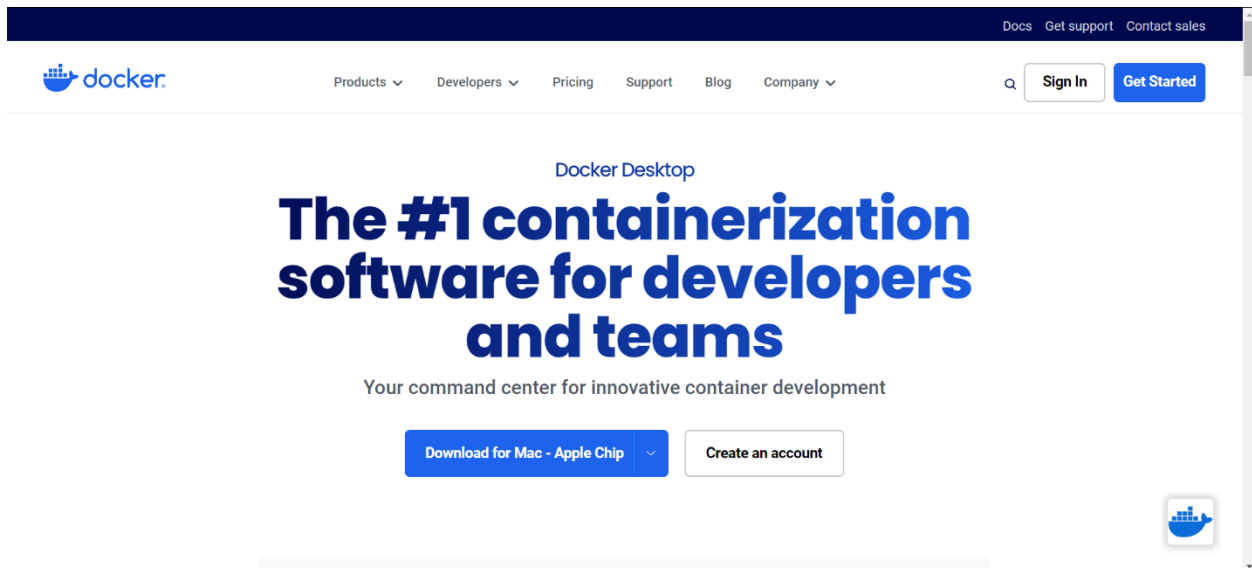 Docs Get support Contact sales
docker.
Products Developers Pricing Support Blog Company
Sign In Get Started
Docker Desktop
The #1 containerization
software for developers
and teams
Your command center for innovative container development
Download for Mac - Apple Chip Create an account